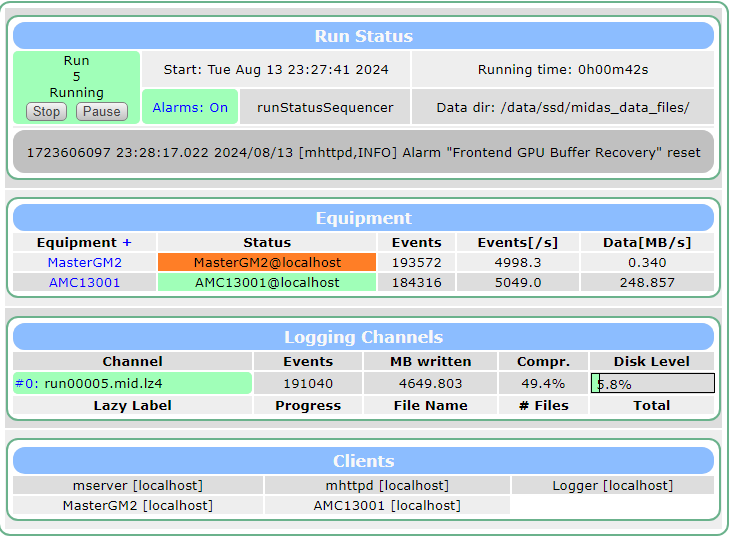 Run Status
Run
5
Running
Stop Pause
Start: Tue Aug 13 23:27:41 2024 Running time: 0h00m42s
Alarms: On runStatusSequencer Data dir: /data/ssd/midas_data_files/
1723606097 23:28:17.022 2024/08/13 [mhttpd,INFO] Alarm "Frontend GPU Buffer Recovery" reset
Equipment
Equipment + Status Events Events[/s] Data[MB/s]
MasterGM2 MasterGM2@localhost 193572 4998.3 0.340
AMC13001 AMC13001@localhost 184316 5049.0 248.857
Logging Channels
Channel Events MB written Compr. Disk Level
#0: run00005.mid.lz4 191040 4649.803 49.4% 5.8%
Lazy Label Progress File Name # Files Total
Clients
mserver [localhost] mhttpd [localhost] Logger [localhost]
MasterGM2 [localhost] AMC13001 [localhost]